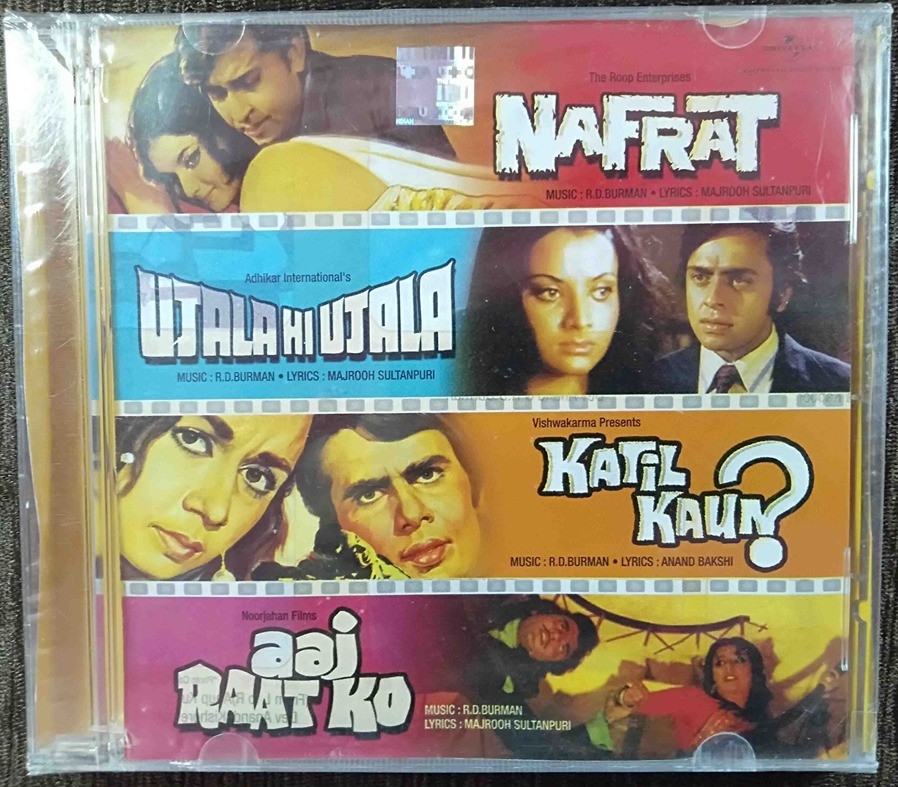 UNIVERSAL
The Roop Enterprises
NAFRAT
MUSIC : R.D.BURMAN • LYRICS : MAJROOH SULTANPURI
Adhikar International's
UJALA HI UJALA
MUSIC : R.D.BURMAN • LYRICS : MAJROOH SULTANPURI
Vishwakarma Presents
KATIL
KAUN?
MUSIC : R.D.BURMAN • LYRICS : ANAND BAKSHI
Noorjahan Films
aaj
RAAT KO
MUSIC : R.D.BURMAN
LYRICS : MAJROOH SULTANPURI